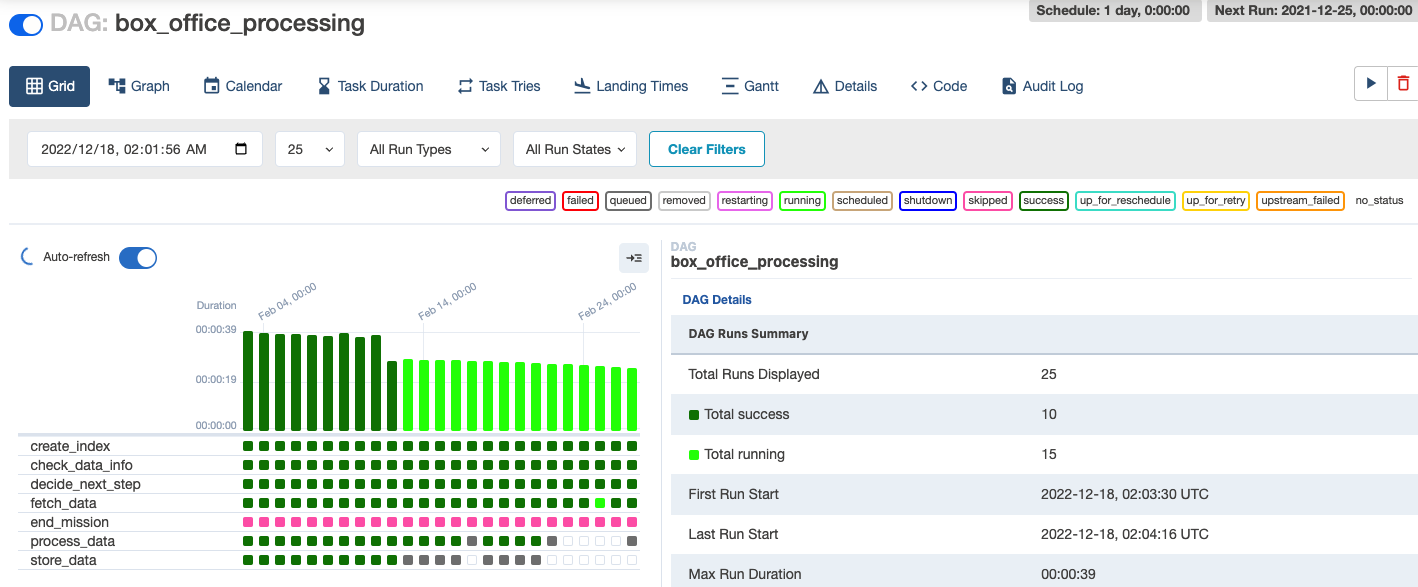 DAG: box_office_processing
Schedule: 1 day, 0:00:00
Next Run: 2021-12-25, 00:00:00
Grid
Graph
Calendar
Task Duration
Task Tries
Landing Times
Gantt
Details
<> Code
Audit Log
2022/12/18, 02:01:56 AM
25
All Run Types
All Run States
Clear Filters
deferred
failed
queued
removed
restarting
running
scheduled
shutdown
skipped
success
up_for_reschedule
up_for_retry
upstream_failed
no_status
Auto-refresh
Duration
Feb 04, 00:00
Feb 14, 00:00
Feb 24, 00:00
00:00:39
00:00:19
00:00:00
create_index
check_data_info
decide_next_step
fetch_data
end_mission
process_data
store_data
DAG
box_office_processing
DAG Details
DAG Runs Summary
Total Runs Displayed 25
Total success 10
Total running 15
First Run Start 2022-12-18, 02:03:30 UTC
Last Run Start 2022-12-18, 02:04:16 UTC
Max Run Duration 00:00:39